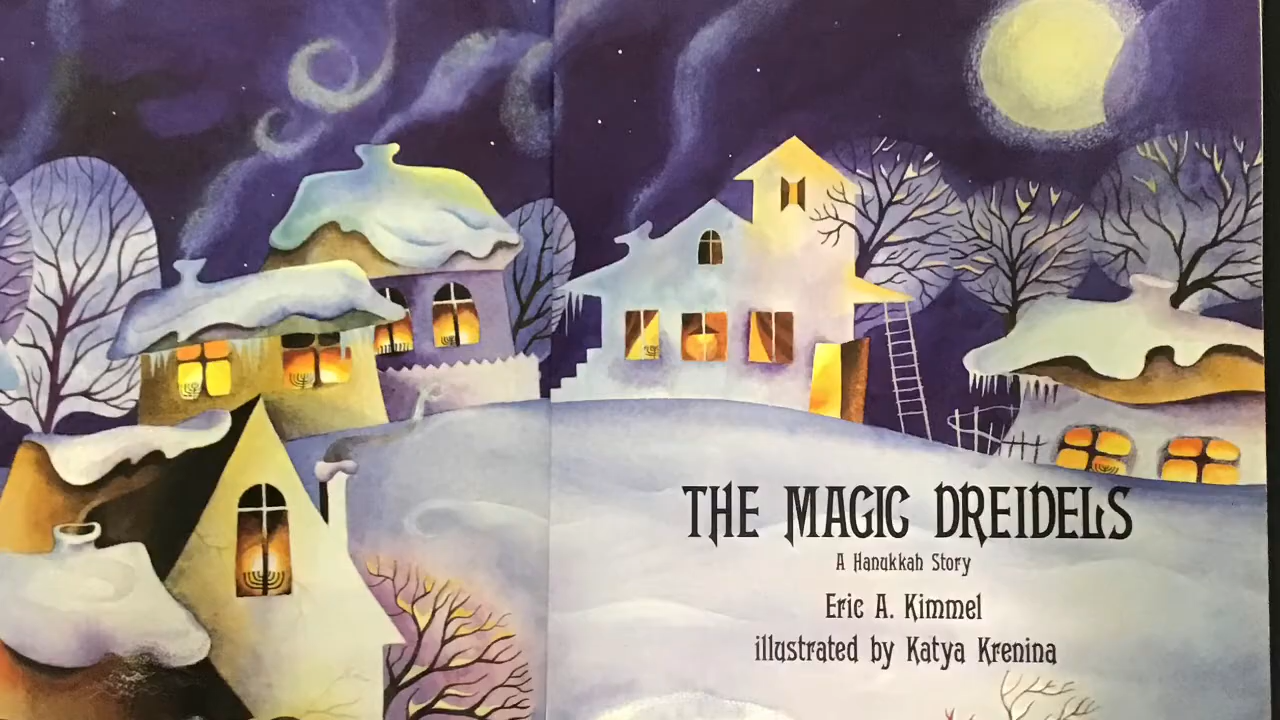 THE MAGIC DREIDELS
A Hanukkah Story
Eric A. Kimmel
illustrated by Katya Krenina